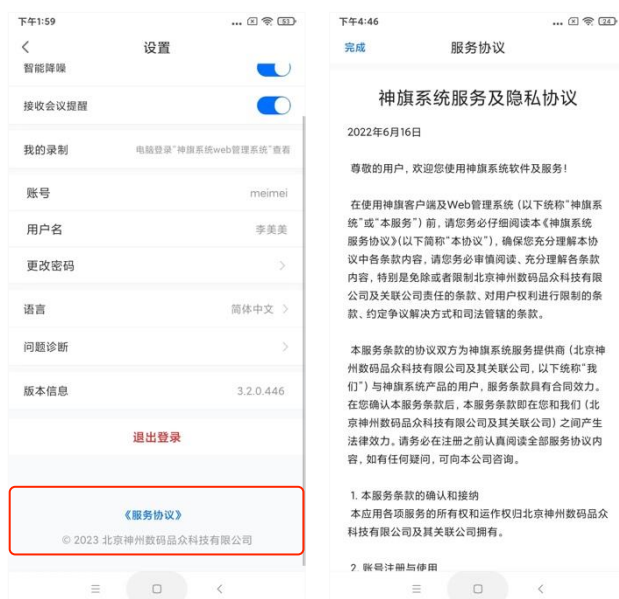 下午1:59
... 53
设置
智能降噪
接收会议提醒
我的录制 电脑登录"神旗系统web管理系统"查看
账号 meimei
用户名 李美美
更改密码
语言 简体中文
问题诊断
版本信息 3.2.0.446
退出登录
《服务协议》
© 2023 北京神州数码品众科技有限公司
下午4:46
... 24
完成 服务协议
神旗系统服务及隐私协议
2022年6月16日
尊敬的用户，欢迎您使用神旗系统软件及服务！
在使用神旗客户端及Web管理系统（以下统称"神旗系
统"或"本服务"）前，请您务必仔细阅读本《神旗系统
服务协议》（以下简称"本协议"），确保您充分理解本协
议中各条款内容，请您务必审慎阅读、充分理解各条款
内容，特别是免除或者限制北京神州数码品众科技有限
公司及关联公司责任的条款、对用户权利进行限制的条
款、约定争议解决方式和司法管辖的条款。
本服务条款的协议双方为神旗系统服务提供商（北京神
州数码品众科技有限公司及其关联公司，以下统称"我
们"）与神旗系统产品的用户，服务条款具有合同效力。
在您确认本服务条款后，本服务条款即在您和我们（北
京神州数码品众科技有限公司及其关联公司）之间产生
法律效力。请务必在注册之前认真阅读全部服务协议内
容，如有任何疑问，可向本公司咨询。
1. 本服务条款的确认和接纳
本应用各项服务的所有权和运作权归北京神州数码品众
科技有限公司及其关联公司拥有。
2. 账号注册与使用